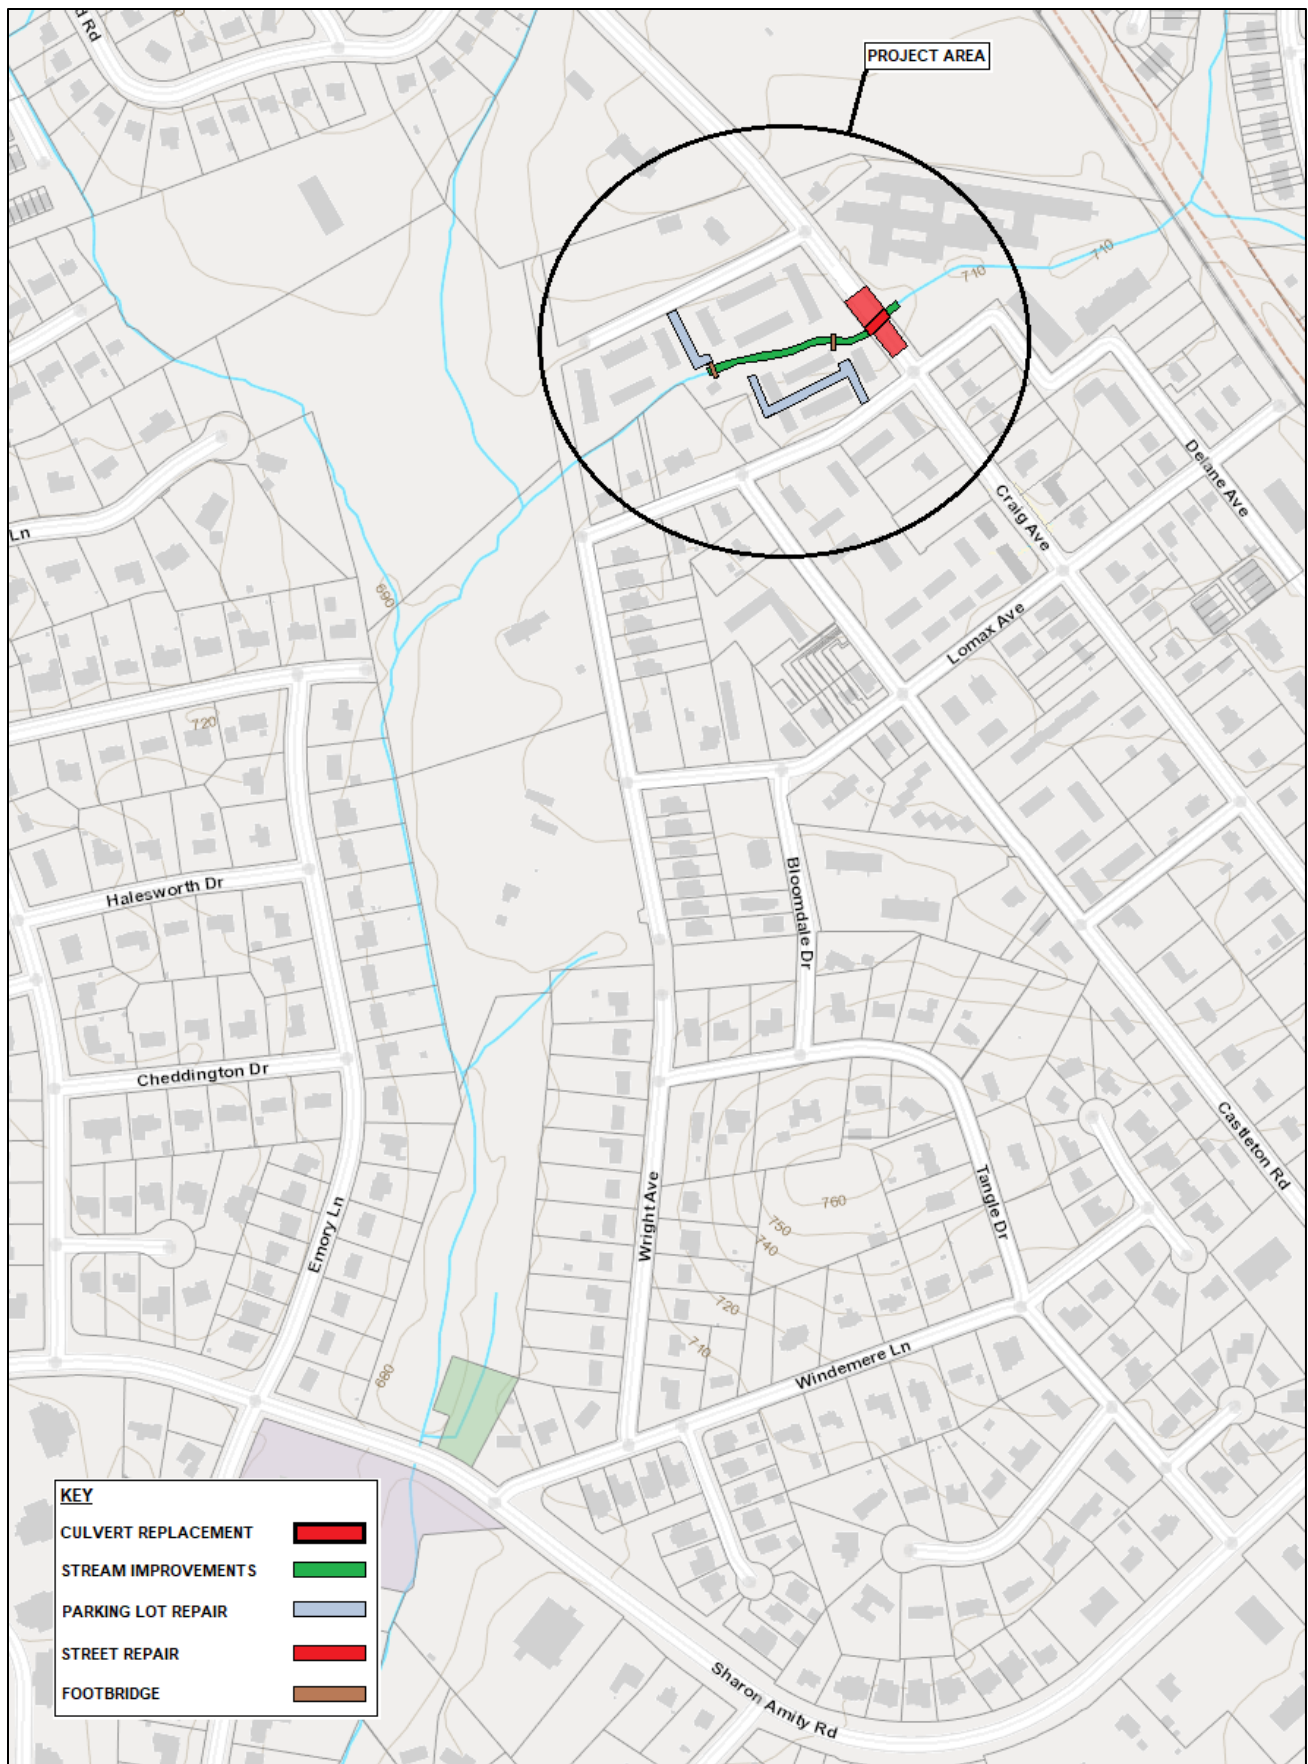 d Rd
PROJECT AREA
710
710
Delane Ave
Craig Ave
Ln
690
Lomax Ave
720
Bloomdale Dr
Halesworth Dr
Cheddington Dr
Castleton Rd
Tangle Dr
Wright Ave
Emory Ln
760
750
740
720
710
Windemere Ln
680
KEY
CULVERT REPLACEMENT
STREAM IMPROVEMENTS
PARKING LOT REPAIR
STREET REPAIR
FOOTBRIDGE
Sharon Amity Rd